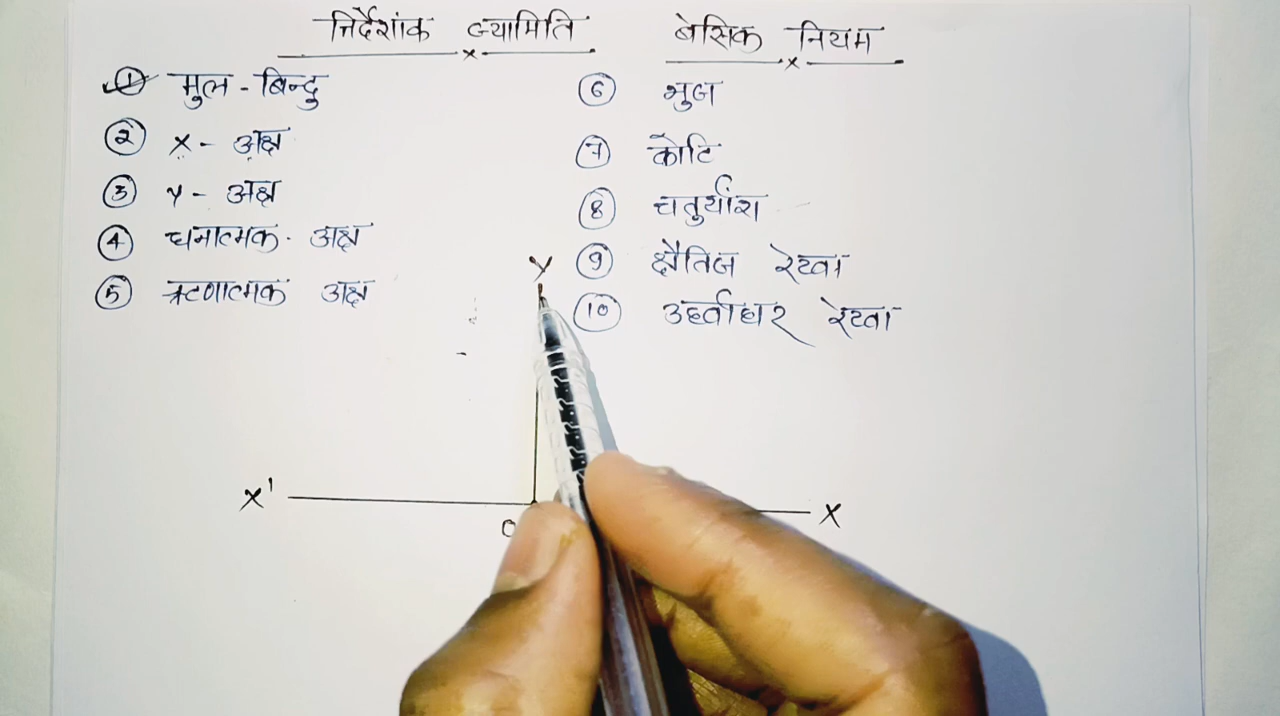 निर्देशांक ज्यामिति बेसिक नियम
① मुल - बिन्दु
② x - अक्ष
③ y - अक्ष
④ धनात्मक - अक्ष
⑤ ऋणात्मक अक्ष
⑥ भुज
⑦ कोटि
⑧ चतुर्थांश
⑨ क्षैतिज रेखा
⑩ उर्ध्वाधर रेखा
Y
X'
X
O